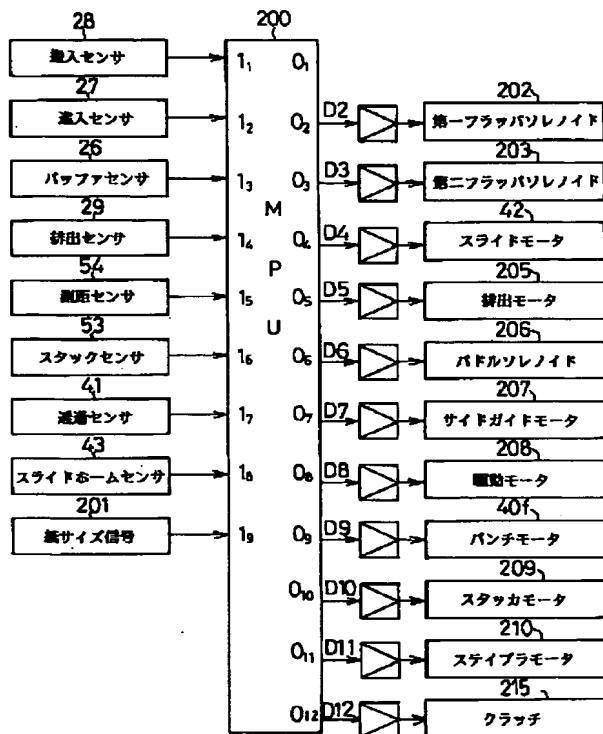 28
搬入センサ
27
進入センサ
26
バッファセンサ
29
排出センサ
54
測距センサ
53
スタックセンサ
41
通過センサ
43
スライドホームセンサ
201
紙サイズ信号
200
I1
I2
I3
I4
I5
I6
I7
I8
I9
M
P
U
O1
O2
O3
O4
O5
O6
O7
O8
O9
O10
O11
O12
D2
D3
D4
D5
D6
D7
D8
D9
D10
D11
D12
202
第一フラッパソレノイド
203
第二フラッパソレノイド
42
スライドモータ
205
排出モータ
206
パドルソレノイド
207
サイドガイドモータ
208
駆動モータ
40f
パンチモータ
209
スタッカモータ
210
ステイプラモータ
215
クラッチ